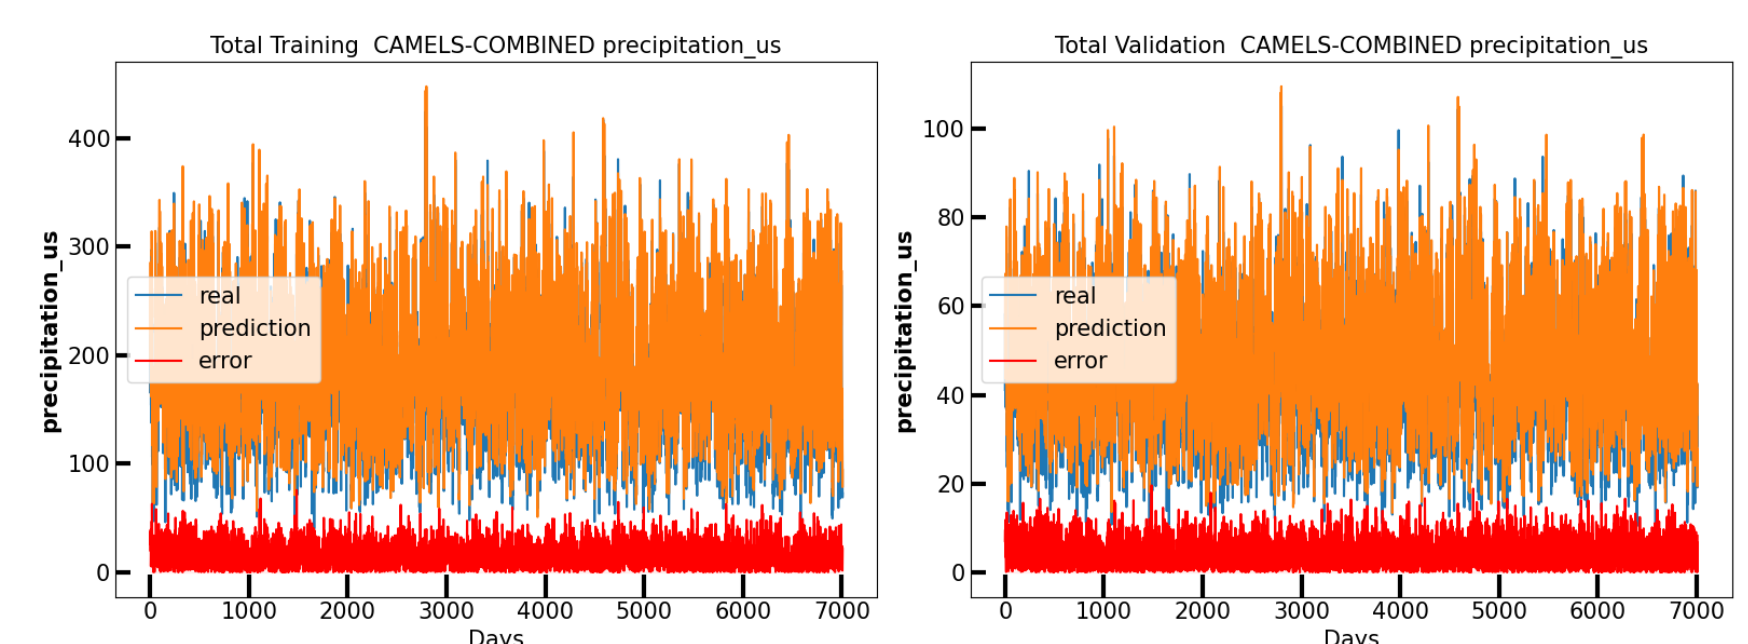 Total Training  CAMELS-COMBINED precipitation_us
precipitation_us
400
300
200
100
0
real
prediction
error
0 1000 2000 3000 4000 5000 6000 7000
Days
Total Validation  CAMELS-COMBINED precipitation_us
precipitation_us
100
80
60
40
20
0
real
prediction
error
0 1000 2000 3000 4000 5000 6000 7000
Days